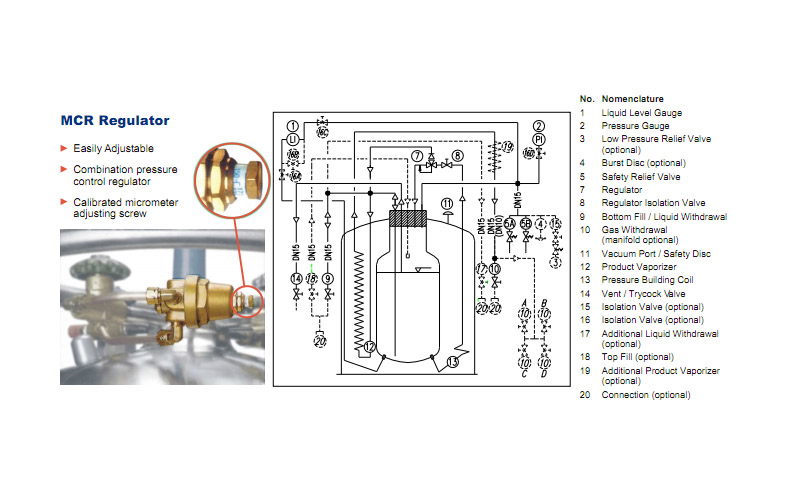 MCR Regulator
Easily Adjustable
Combination pressure
control regulator
Calibrated micrometer
adjusting screw
1
LI
16C
16B
16A
7
8
19
2
PI
16D
11
DN15
DN15
DN15
DN15
(DN10)
DN15
5A
5B
4
15
3
14
18
9
17
10
20
20
20
12
13
A
B
10
10
10
10
C
D
No. Nomenclature
1 Liquid Level Gauge
2 Pressure Gauge
3 Low Pressure Relief Valve
(optional)
4 Burst Disc (optional)
5 Safety Relief Valve
7 Regulator
8 Regulator Isolation Valve
9 Bottom Fill / Liquid Withdrawal
10 Gas Withdrawal
(manifold optional)
11 Vacuum Port / Safety Disc
12 Product Vaporizer
13 Pressure Building Coil
14 Vent / Trycock Valve
15 Isolation Valve (optional)
16 Isolation Valve (optional)
17 Additional Liquid Withdrawal
(optional)
18 Top Fill (optional)
19 Additional Product Vaporizer
(optional)
20 Connection (optional)